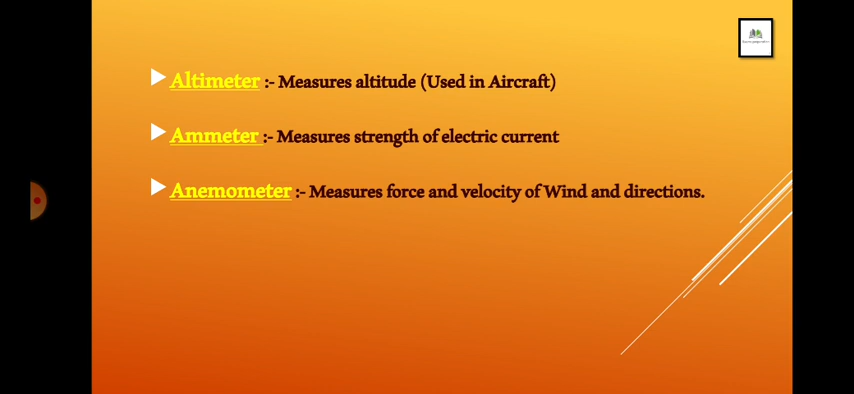 Altimeter :- Measures altitude (Used in Aircraft)
Ammeter :- Measures strength of electric current
Anemometer :- Measures force and velocity of Wind and directions.